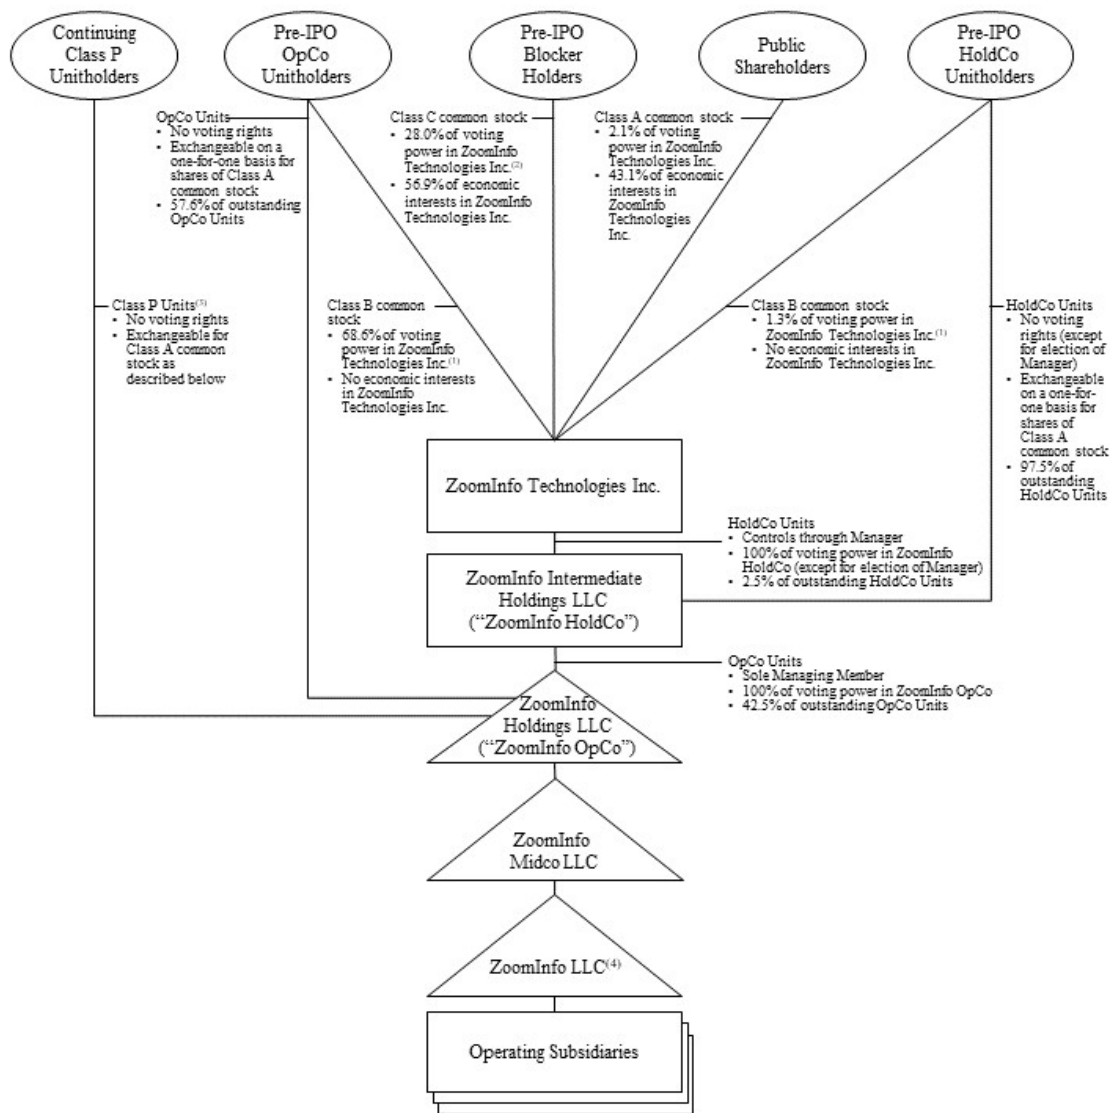 Continuing
Class P
Unitholders
Pre-IPO
OpCo
Unitholders
Pre-IPO
Blocker
Holders
Public
Shareholders
Pre-IPO
HoldCo
Unitholders
OpCo Units
▪ No voting rights
▪ Exchangeable on a
one-for-one basis for
shares of Class A
common stock
▪ 57.6% of outstanding
OpCo Units
Class C common stock
▪ 28.0% of voting
power in ZoomInfo
Technologies Inc.(2)
▪ 56.9% of economic
interests in ZoomInfo
Technologies Inc.
Class A common stock
▪ 2.1% of voting
power in ZoomInfo
Technologies Inc.
▪ 43.1% of economic
interests in
ZoomInfo
Technologies
Inc.
Class P Units(3)
▪ No voting rights
▪ Exchangeable for
Class A common
stock as
described below
Class B common
stock
▪ 68.6% of voting
power in ZoomInfo
Technologies Inc.(1)
▪ No economic interests
in ZoomInfo
Technologies Inc.
Class B common stock
▪ 1.3% of voting power in
ZoomInfo Technologies Inc.(1)
▪ No economic interests in
ZoomInfo Technologies Inc.
HoldCo Units
▪ No voting
rights (except
for election of
Manager)
▪ Exchangeable
on a one-for-
one basis for
shares of
Class A
common stock
▪ 97.5% of
outstanding
HoldCo Units
ZoomInfo Technologies Inc.
HoldCo Units
▪ Controls through Manager
▪ 100% of voting power in ZoomInfo
HoldCo (except for election of Manager)
▪ 2.5% of outstanding HoldCo Units
ZoomInfo Intermediate
Holdings LLC
(“ZoomInfo HoldCo”)
OpCo Units
▪ Sole Managing Member
▪ 100% of voting power in ZoomInfo OpCo
▪ 42.5% of outstanding OpCo Units
ZoomInfo
Holdings LLC
(“ZoomInfo OpCo”)
ZoomInfo
Midco LLC
ZoomInfo LLC(4)
Operating Subsidiaries